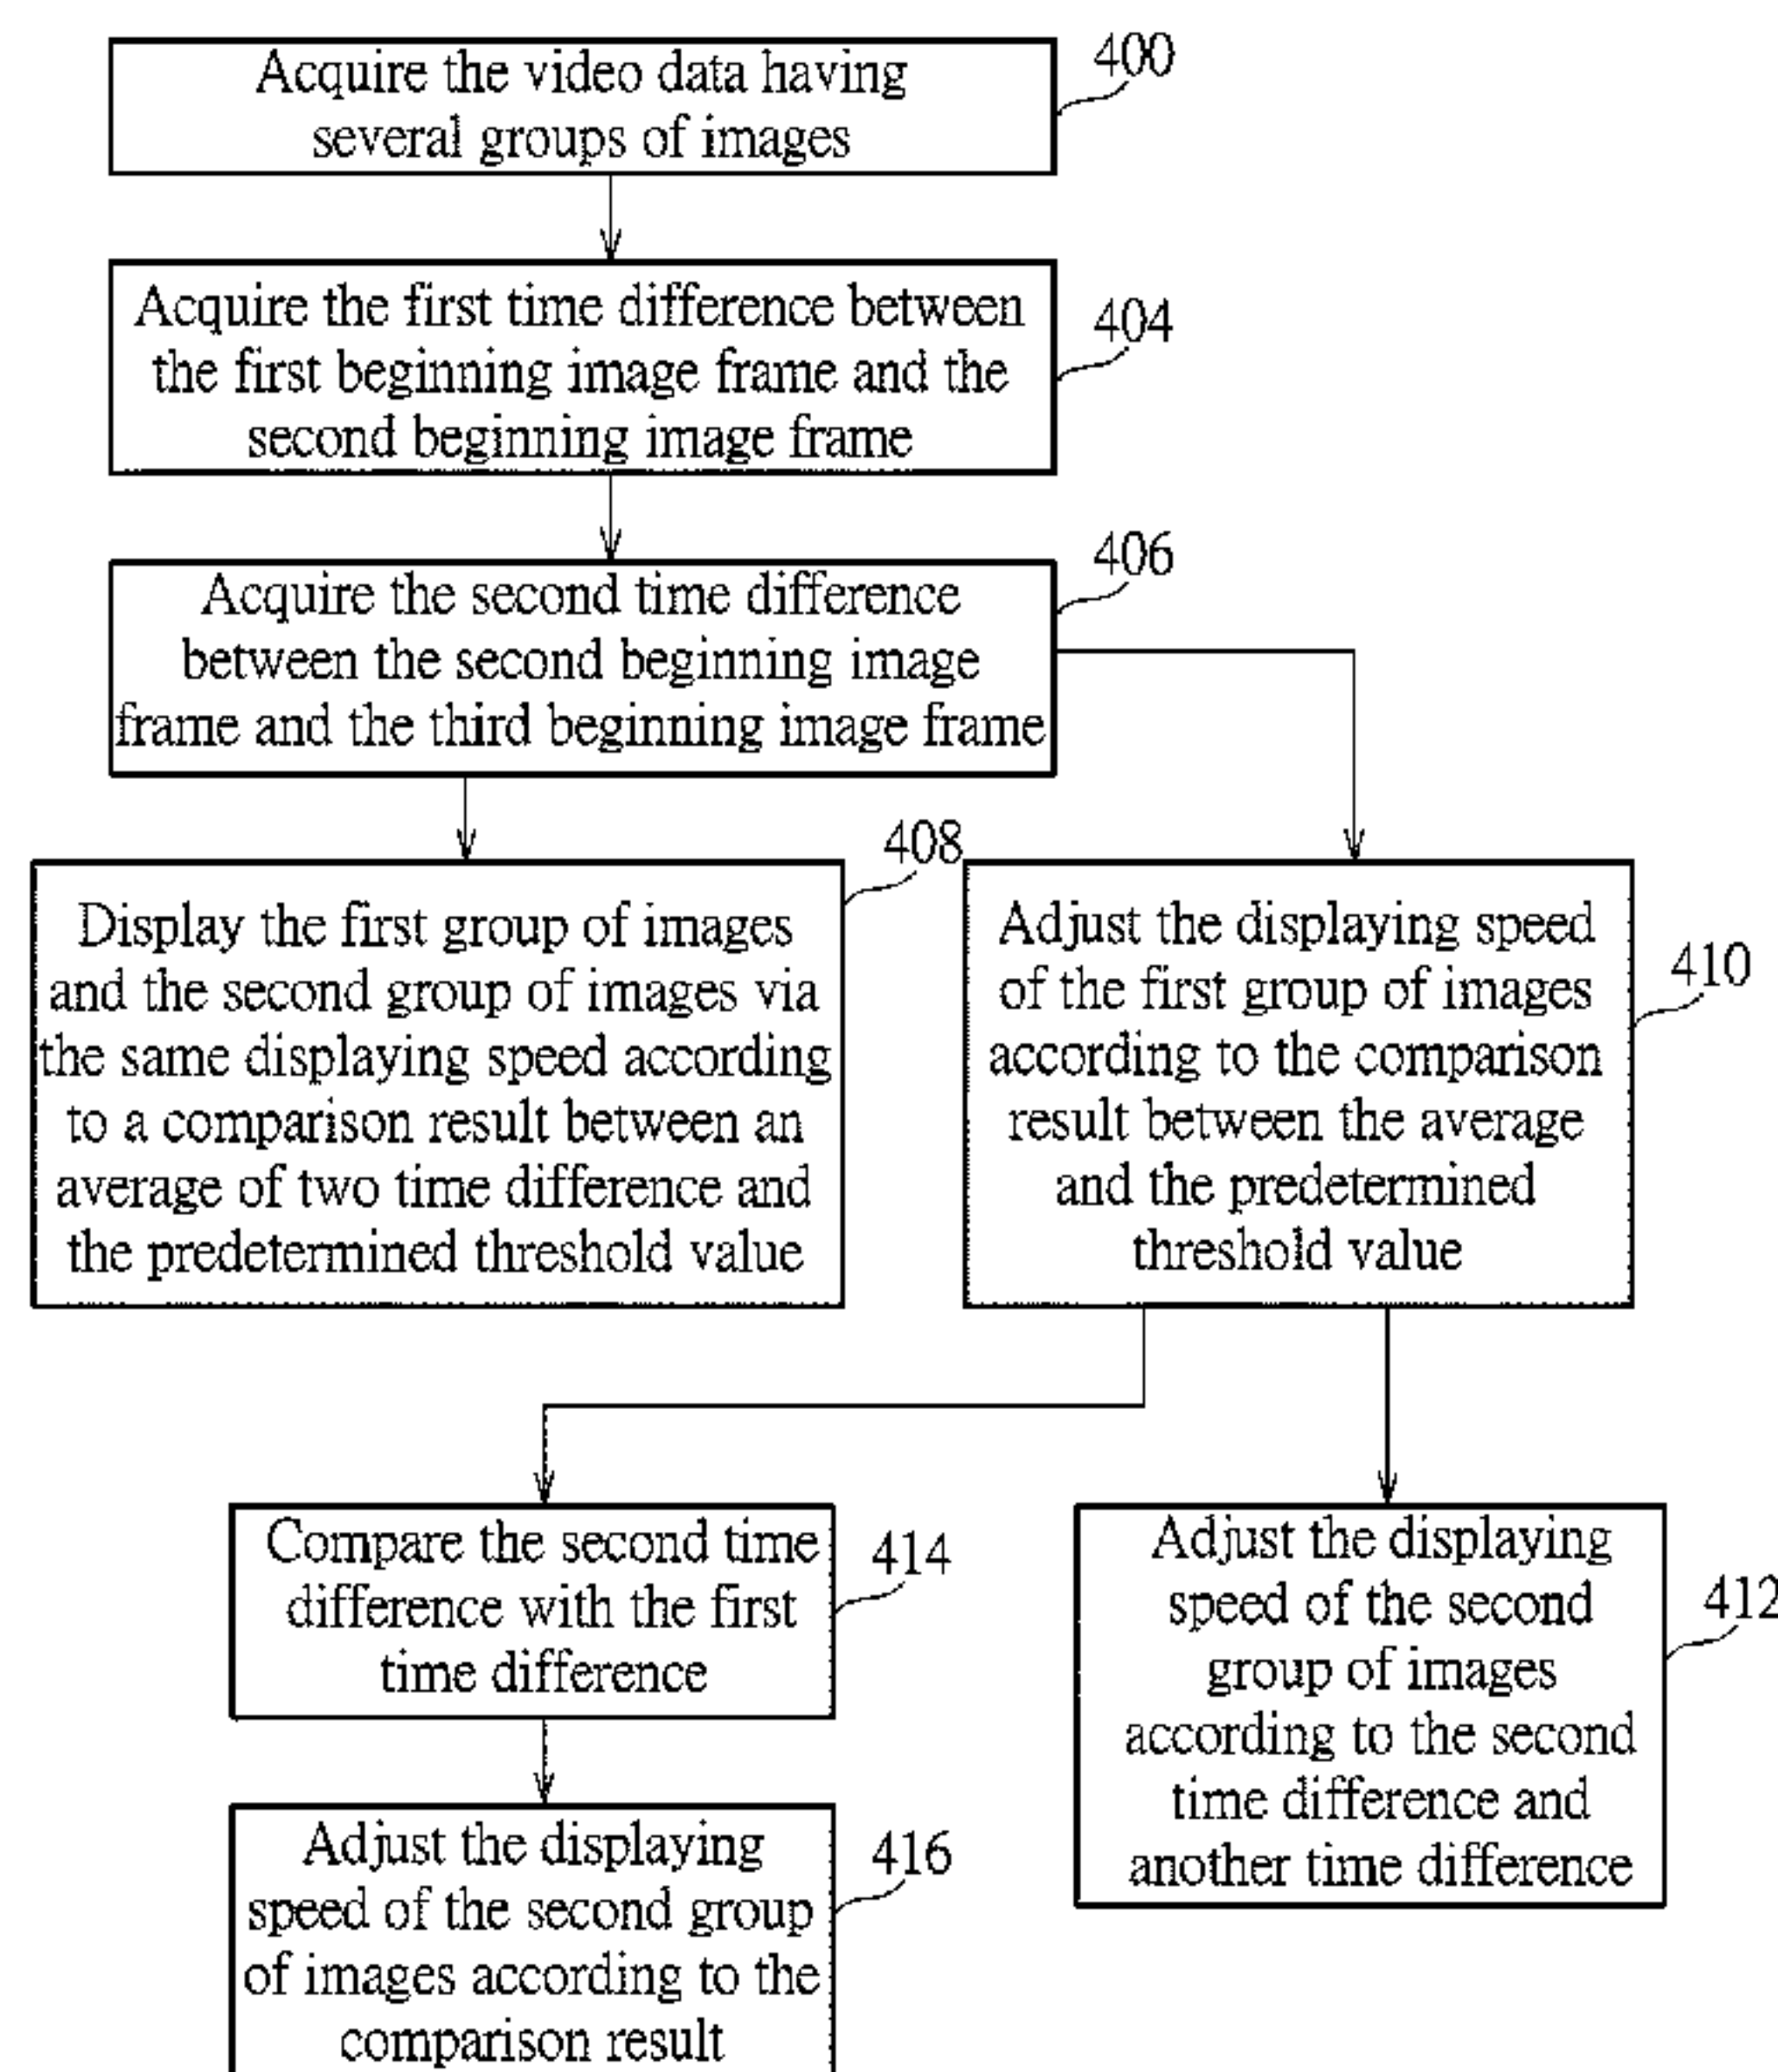 Acquire the video data having
several groups of images
400
Acquire the first time difference between
the first beginning image frame and the
second beginning image frame
404
Acquire the second time difference
between the second beginning image
frame and the third beginning image frame
406
Display the first group of images
and the second group of images via
the same displaying speed according
to a comparison result between an
average of two time difference and
the predetermined threshold value
408
Adjust the displaying speed
of the first group of images
according to the comparison
result between the average
and the predetermined
threshold value
410
Compare the second time
difference with the first
time difference
414
Adjust the displaying
speed of the second
group of images
according to the second
time difference and
another time difference
412
Adjust the displaying
speed of the second group
of images according to the
comparison result
416